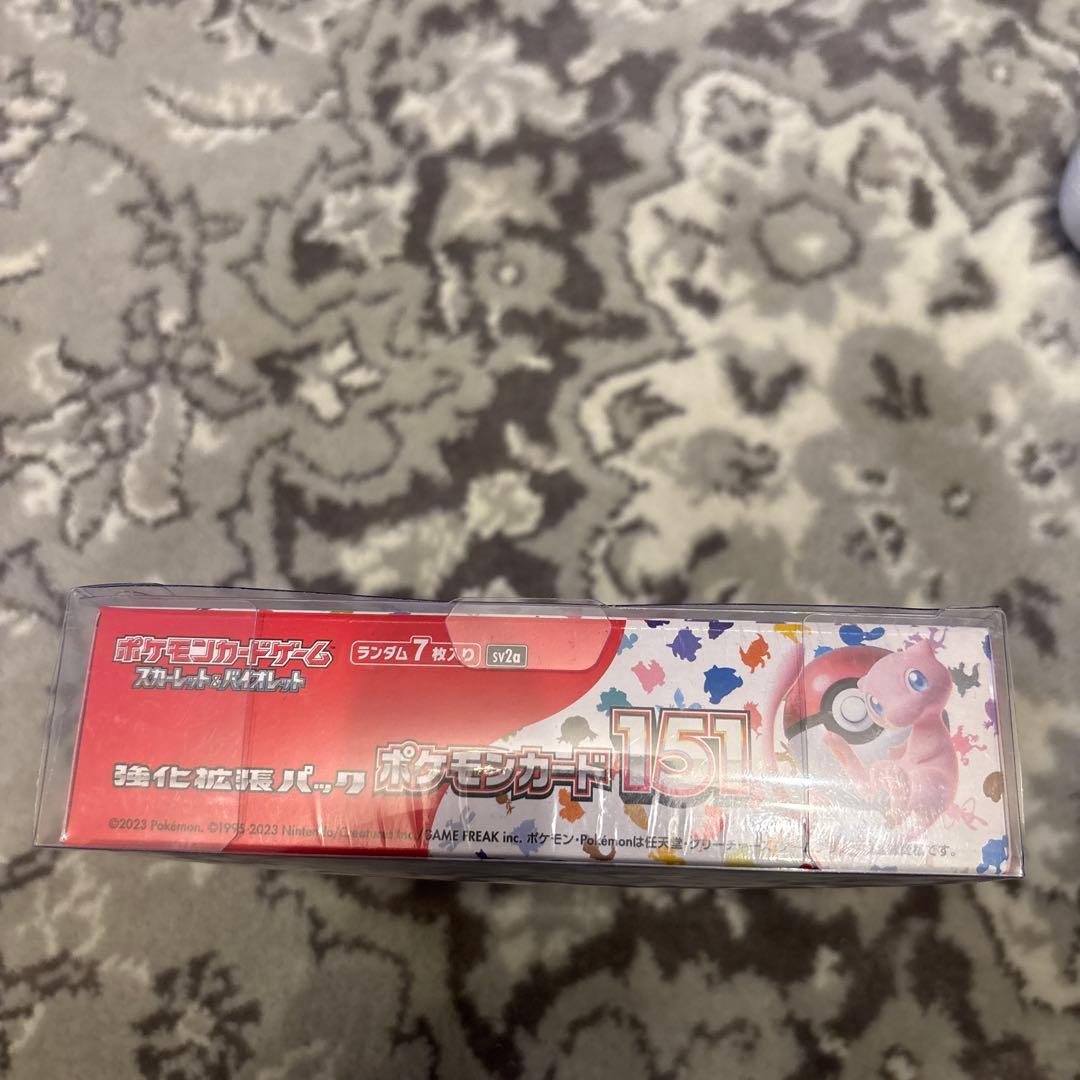 ポケモンカードゲーム
スカーレット&バイオレット
ランダム7枚入り
SV2a
強化拡張パック
ポケモンカード151
©2023 Pokémon. ©1995-2023 Nintendo/Creatures Inc./GAME FREAK inc. ポケモン・Pokémonは任天堂・クリーチャーズ・
です。